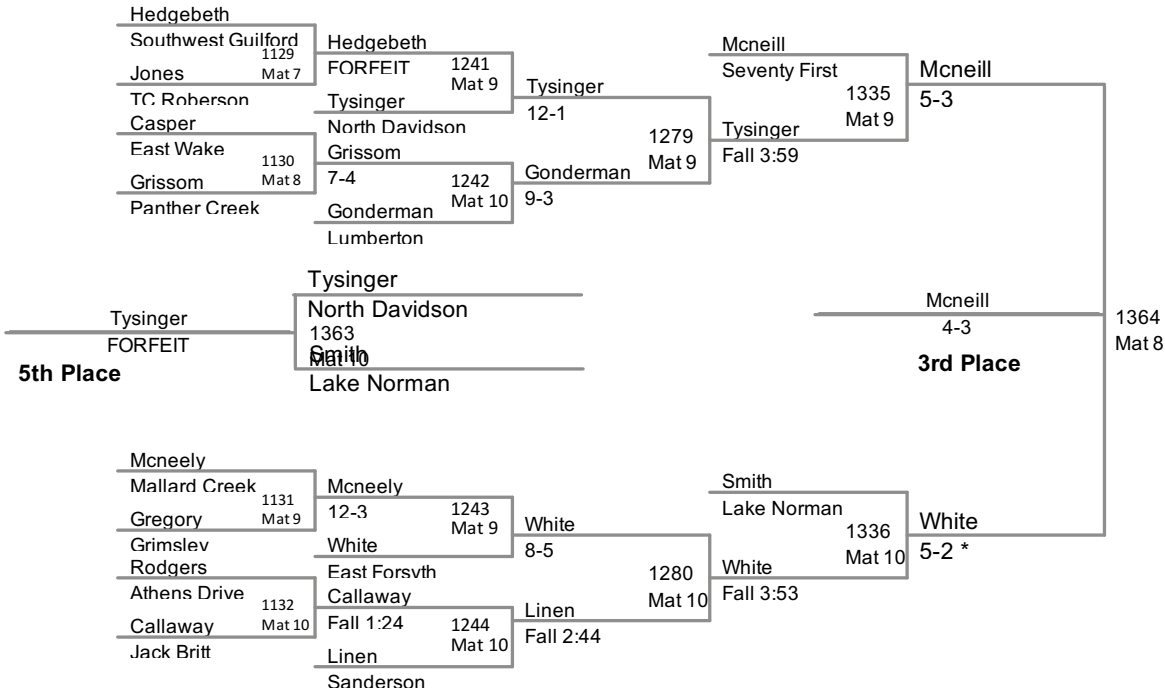 Hedgebeth
Southwest Guilford
1129
Mat 7
Jones
TC Roberson
Casper
East Wake
1130
Mat 8
Grissom
Panther Creek
Hedgebeth
FORFEIT
1241
Mat 9
Tysinger
North Davidson
Grissom
7-4
1242
Mat 10
Gonderman
Lumberton
Tysinger
12-1
1279
Mat 9
Gonderman
9-3
Mcneill
Seventy First
1335
Mat 9
Tysinger
Fall 3:59
Mcneill
5-3
Tysinger
North Davidson
1363
Mat 10
Smith
Lake Norman
Tysinger
FORFEIT
5th Place
Mcneill
4-3
3rd Place
1364
Mat 8
Mcneely
Mallard Creek
1131
Mat 9
Gregory
Grimsley
Rodgers
Athens Drive
1132
Mat 10
Callaway
Jack Britt
Mcneely
12-3
1243
Mat 9
White
East Forsyth
Callaway
Fall 1:24
1244
Mat 10
Linen
Sanderson
White
8-5
1280
Mat 10
Linen
Fall 2:44
Smith
Lake Norman
1336
Mat 10
White
Fall 3:53
White
5-2 *